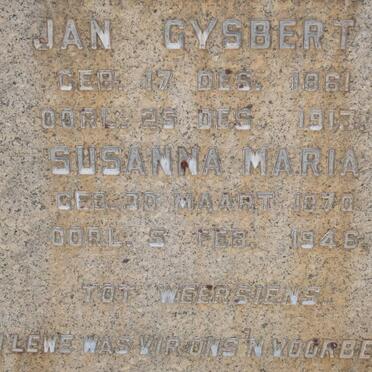 JAN GYSBERT
GEB. 17 DES. 1861
OORL. 25 DES. 1917.
SUSANNA MARIA
GEB. 30 MAART 1870
OORL. 5 FEB. 1946.
TOT WEERSIENS
LEWE WAS VIR ONS 'N VOORBE